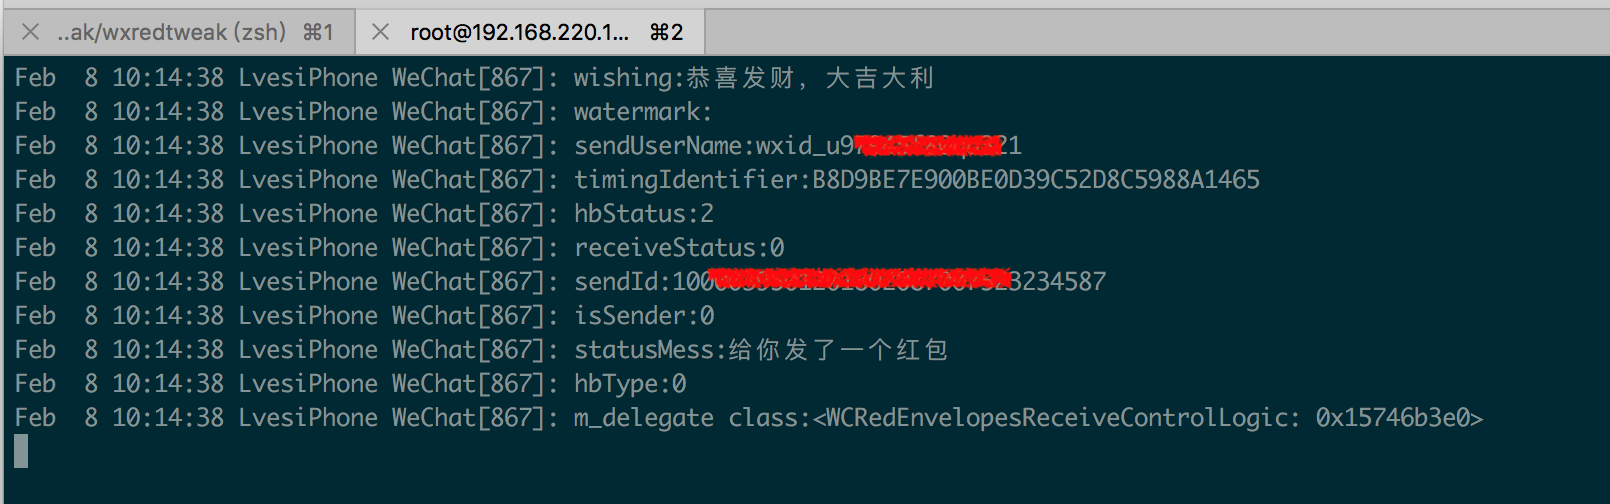 ..ak/wxredtweak (zsh) ⌘1
root@192.168.220.1... ⌘2
Feb  8 10:14:38 LvesiPhone WeChat[867]: wishing:恭喜发财，大吉大利
Feb  8 10:14:38 LvesiPhone WeChat[867]: watermark:
Feb  8 10:14:38 LvesiPhone WeChat[867]: sendUserName:wxid_u9 21
Feb  8 10:14:38 LvesiPhone WeChat[867]: timingIdentifier:B8D9BE7E900BE0D39C52D8C5988A1465
Feb  8 10:14:38 LvesiPhone WeChat[867]: hbStatus:2
Feb  8 10:14:38 LvesiPhone WeChat[867]: receiveStatus:0
Feb  8 10:14:38 LvesiPhone WeChat[867]: sendId:100 3234587
Feb  8 10:14:38 LvesiPhone WeChat[867]: isSender:0
Feb  8 10:14:38 LvesiPhone WeChat[867]: statusMess:给你发了一个红包
Feb  8 10:14:38 LvesiPhone WeChat[867]: hbType:0
Feb  8 10:14:38 LvesiPhone WeChat[867]: m_delegate class:<WCRedEnvelopesReceiveControlLogic: 0x15746b3e0>